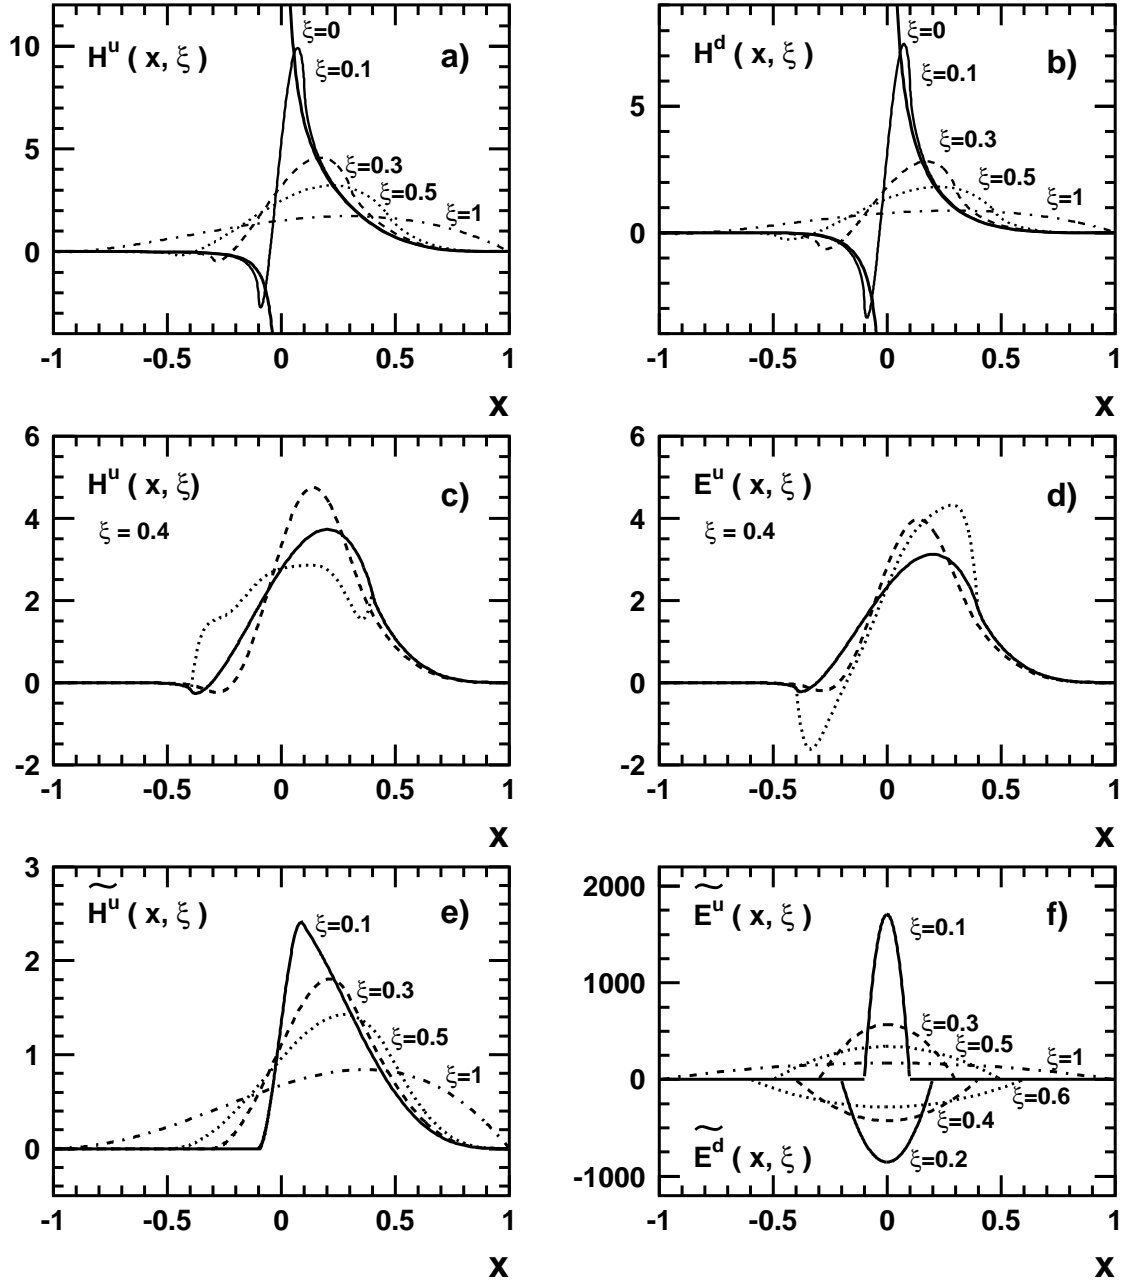 H^u ( x, ξ ) a)
ξ=0
ξ=0.1
ξ=0.3
ξ=0.5
ξ=1
10
5
0
-1 -0.5 0 0.5 1
x
H^d ( x, ξ ) b)
ξ=0
ξ=0.1
ξ=0.3
ξ=0.5
ξ=1
5
0
-1 -0.5 0 0.5 1
x
H^u ( x, ξ) c)
ξ = 0.4
6
4
2
0
-2
-1 -0.5 0 0.5 1
x
E^u ( x, ξ ) d)
ξ = 0.4
6
4
2
0
-2
-1 -0.5 0 0.5 1
x
H̃^u ( x, ξ ) e)
ξ=0.1
ξ=0.3
ξ=0.5
ξ=1
3
2
1
0
-1 -0.5 0 0.5 1
x
Ẽ^u ( x, ξ ) f)
ξ=0.1
ξ=0.3
ξ=0.5
ξ=1
ξ=0.6
ξ=0.4
ξ=0.2
Ẽ^d ( x, ξ )
2000
1000
0
-1000
-1 -0.5 0 0.5 1
x